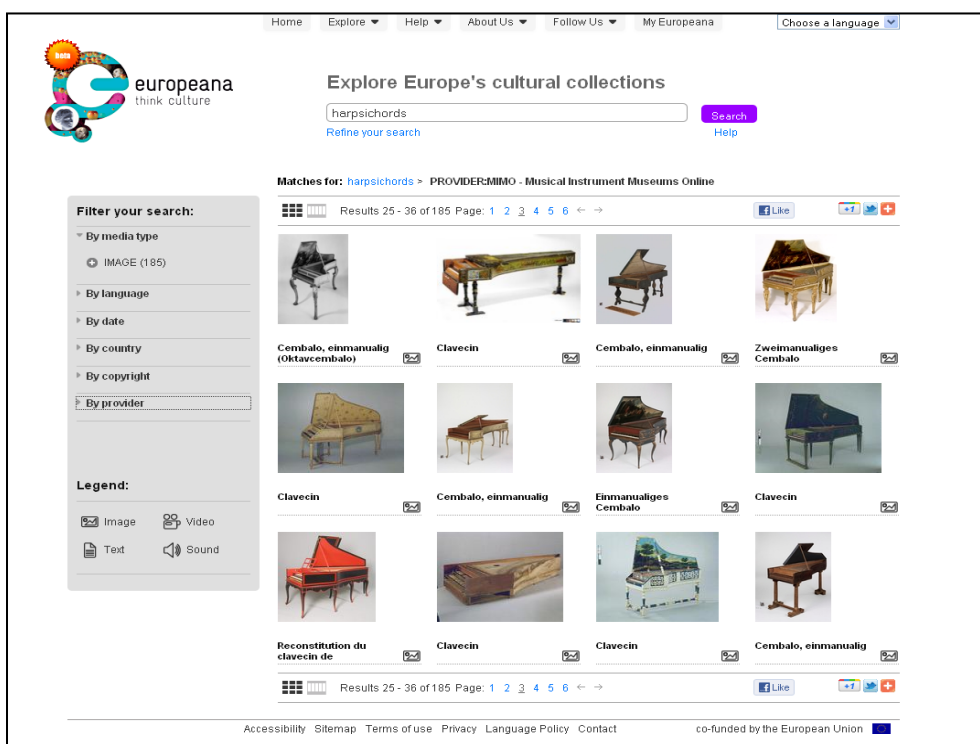 Home Explore Help About Us Follow Us My Europeana Choose a language
beta
europeana
think culture
Explore Europe's cultural collections
harpsichords Search
Refine your search Help
Matches for: harpsichords > PROVIDER:MIMO - Musical Instrument Museums Online
Filter your search:
By media type
IMAGE (185)
By language
By date
By country
By copyright
By provider
Legend:
Image Video
Text Sound
Results 25 - 36 of 185 Page: 1 2 3 4 5 6 ← → Like +1
Cembalo, einmanualig (Oktavcembalo)
Clavecin
Cembalo, einmanualig
Zweimanualiges Cembalo
Clavecin
Cembalo, einmanualig
Einmanualiges Cembalo
Clavecin
Reconstitution du clavecin de
Clavecin
Clavecin
Cembalo, einmanualig
Results 25 - 36 of 185 Page: 1 2 3 4 5 6 ← → Like +1
Accessibility Sitemap Terms of use Privacy Language Policy Contact co-funded by the European Union